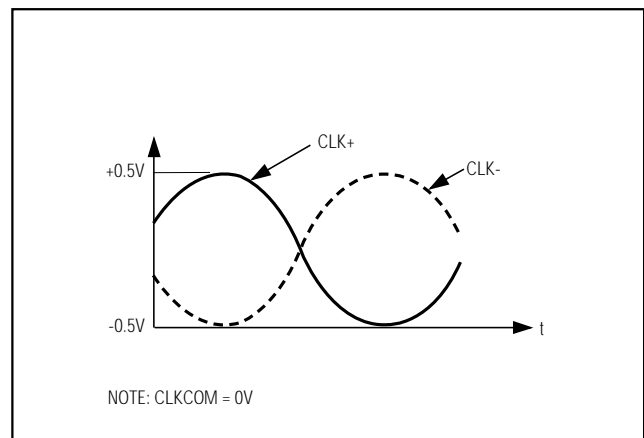 CLK+
+0.5V
CLK-
-0.5V
t
NOTE: CLKCOM = 0V